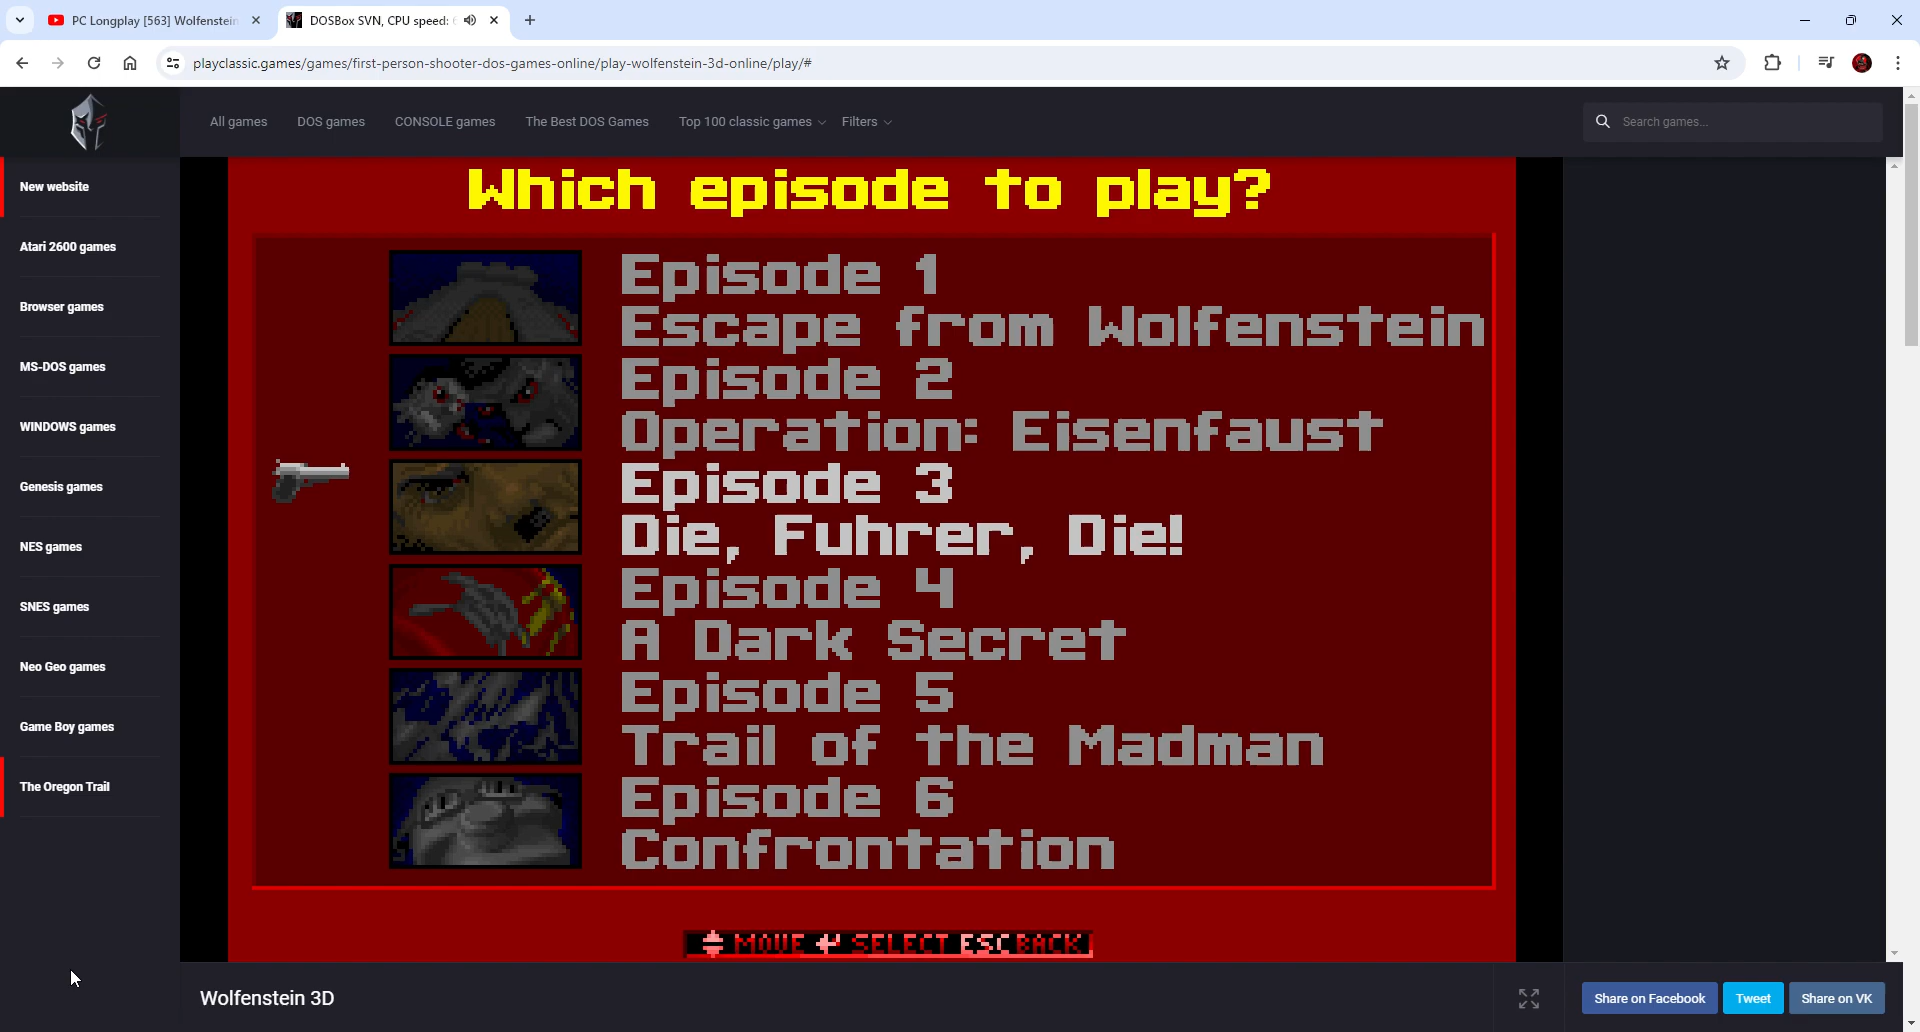 PC Longplay [563] Wolfenstein
DOSBox SVN, CPU speed:
playclassic.games/games/first-person-shooter-dos-games-online/play-wolfenstein-3d-online/play/#
All games
DOS games
CONSOLE games
The Best DOS Games
Top 100 classic games
Filters
Search games...
New website
Atari 2600 games
Browser games
MS-DOS games
WINDOWS games
Genesis games
NES games
SNES games
Neo Geo games
Game Boy games
The Oregon Trail
Which episode to play?
Episode 1
Escape from Wolfenstein
Episode 2
Operation: Eisenfaust
Episode 3
Die, Fuhrer, Die!
Episode 4
A Dark Secret
Episode 5
Trail of the Madman
Episode 6
Confrontation
MOVE SELECT ESC BACK
Wolfenstein 3D
Share on Facebook
Tweet
Share on VK